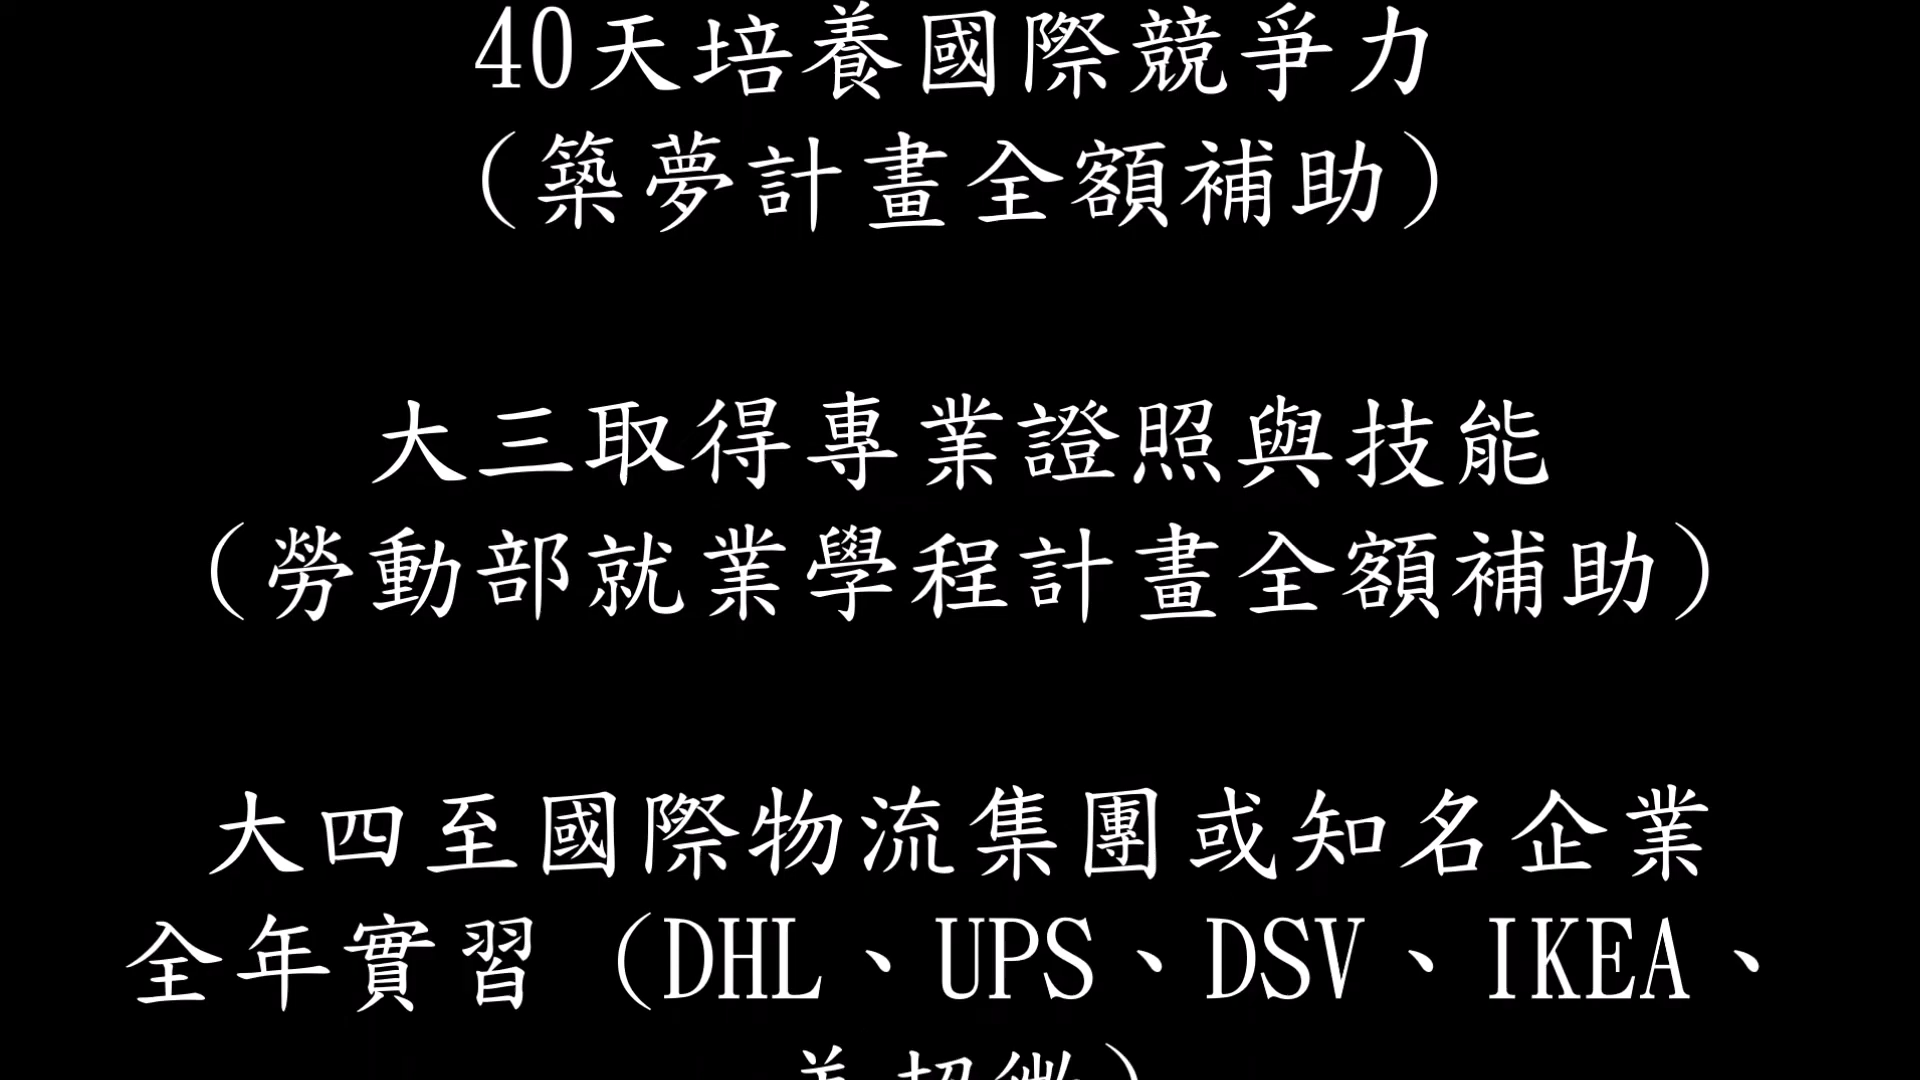 40天培養國際競爭力
（築夢計畫全額補助）
大三取得專業證照與技能
（勞動部就業學程計畫全額補助）
大四至國際物流集團或知名企業
全年實習（DHL、UPS、DSV、IKEA、
美超微）